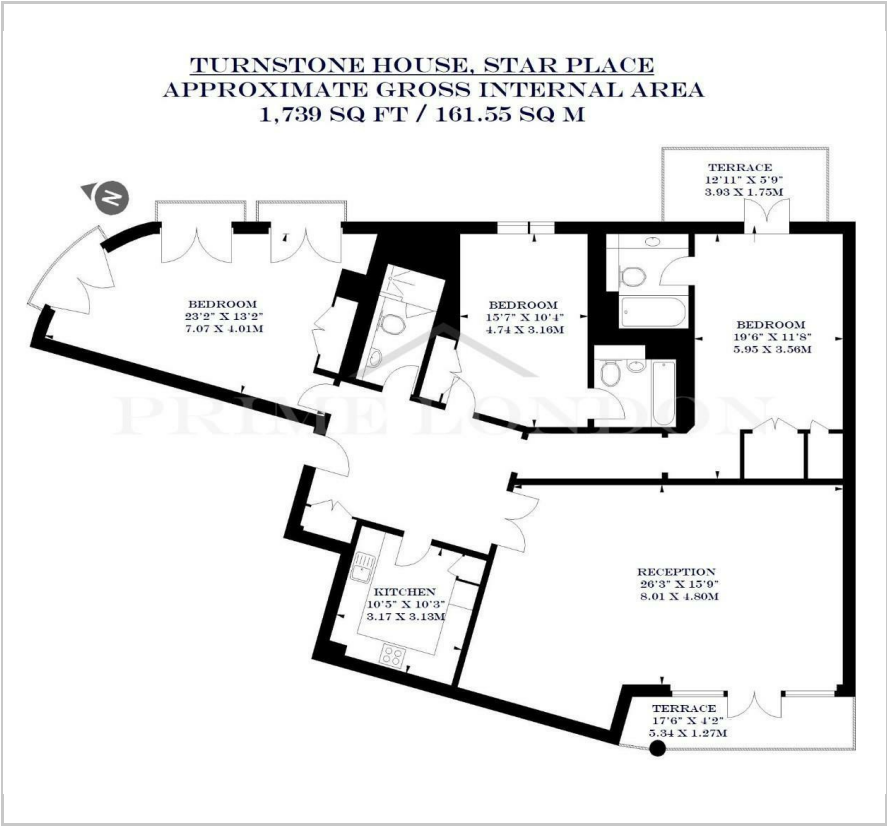 TURNSTONE HOUSE, STAR PLACE
APPROXIMATE GROSS INTERNAL AREA
1,739 SQ FT / 161.55 SQ M
TERRACE
12'11" X 5'9"
3.93 X 1.75M
N
BEDROOM
23'2" X 13'2"
7.07 X 4.01M
BEDROOM
15'7" X 10'4"
4.74 X 3.16M
BEDROOM
19'6" X 11'8"
5.95 X 3.56M
PRIME LONDON
RECEPTION
26'3" X 15'9"
8.01 X 4.80M
KITCHEN
10'5" X 10'3"
3.17 X 3.13M
TERRACE
17'6" X 4'2"
5.34 X 1.27M